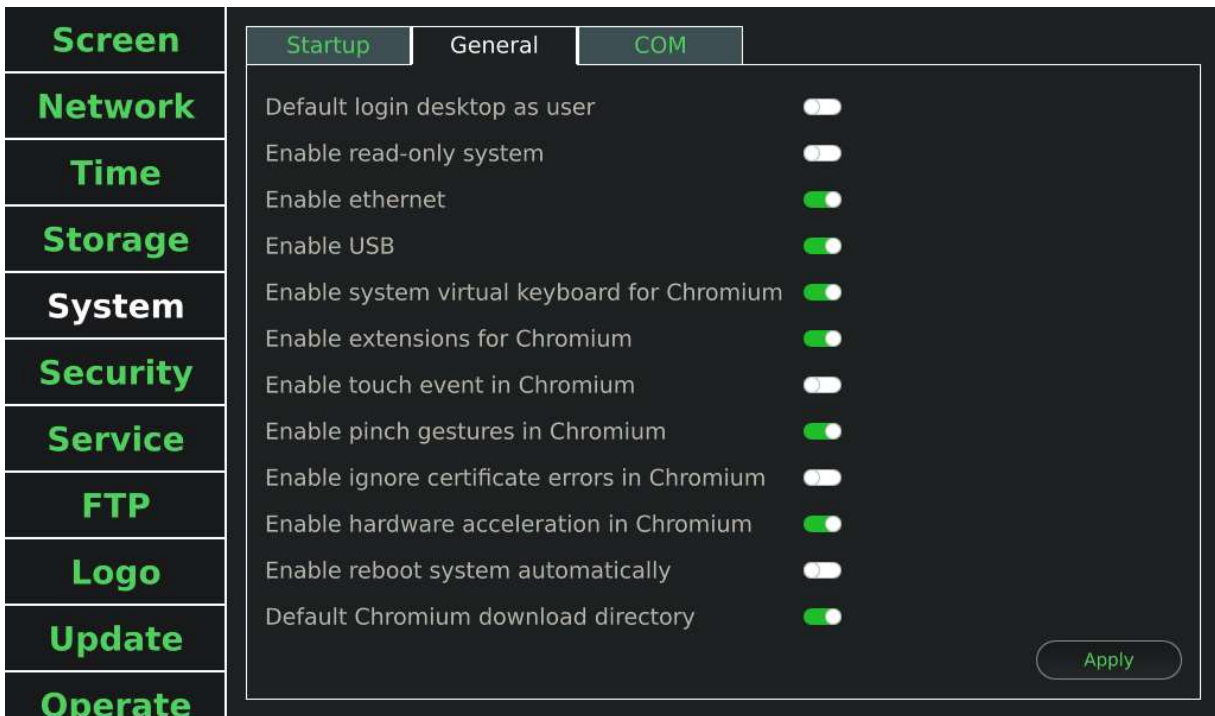 Screen
Network
Time
Storage
System
Security
Service
FTP
Logo
Update
Operate
Startup General COM
Default login desktop as user
Enable read-only system
Enable ethernet
Enable USB
Enable system virtual keyboard for Chromium
Enable extensions for Chromium
Enable touch event in Chromium
Enable pinch gestures in Chromium
Enable ignore certificate errors in Chromium
Enable hardware acceleration in Chromium
Enable reboot system automatically
Default Chromium download directory
Apply